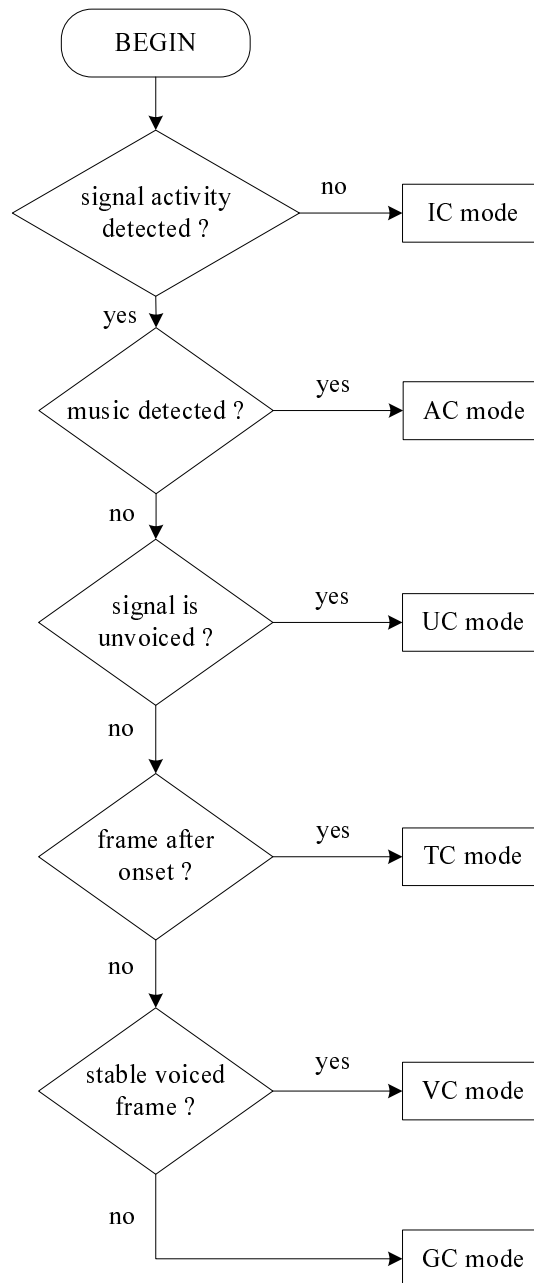 BEGIN
signal activity
detected ?
no
IC mode
yes
music detected ?
yes
AC mode
no
signal is
unvoiced ?
yes
UC mode
no
frame after
onset ?
yes
TC mode
no
stable voiced
frame ?
yes
VC mode
no
GC mode